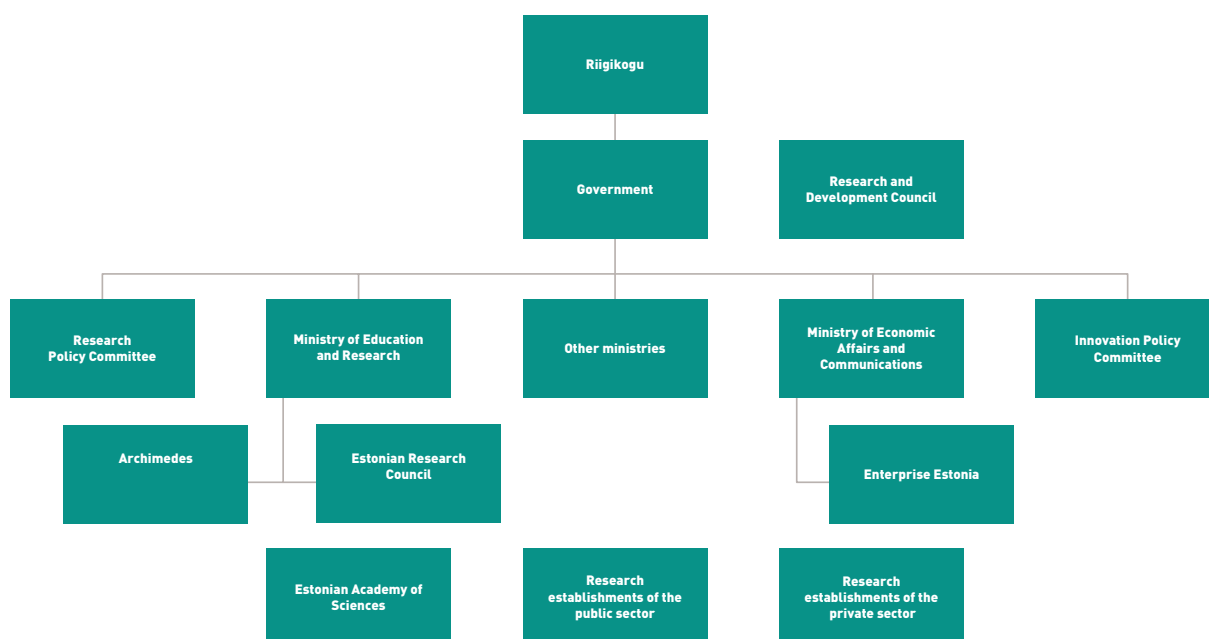 Riigikogu
Government
Research and
Development Council
Research
Policy Committee
Ministry of Education
and Research
Other ministries
Ministry of Economic
Affairs and
Communications
Innovation Policy
Committee
Archimedes
Estonian Research
Council
Enterprise Estonia
Estonian Academy of
Sciences
Research
establishments of the
public sector
Research
establishments of the
private sector